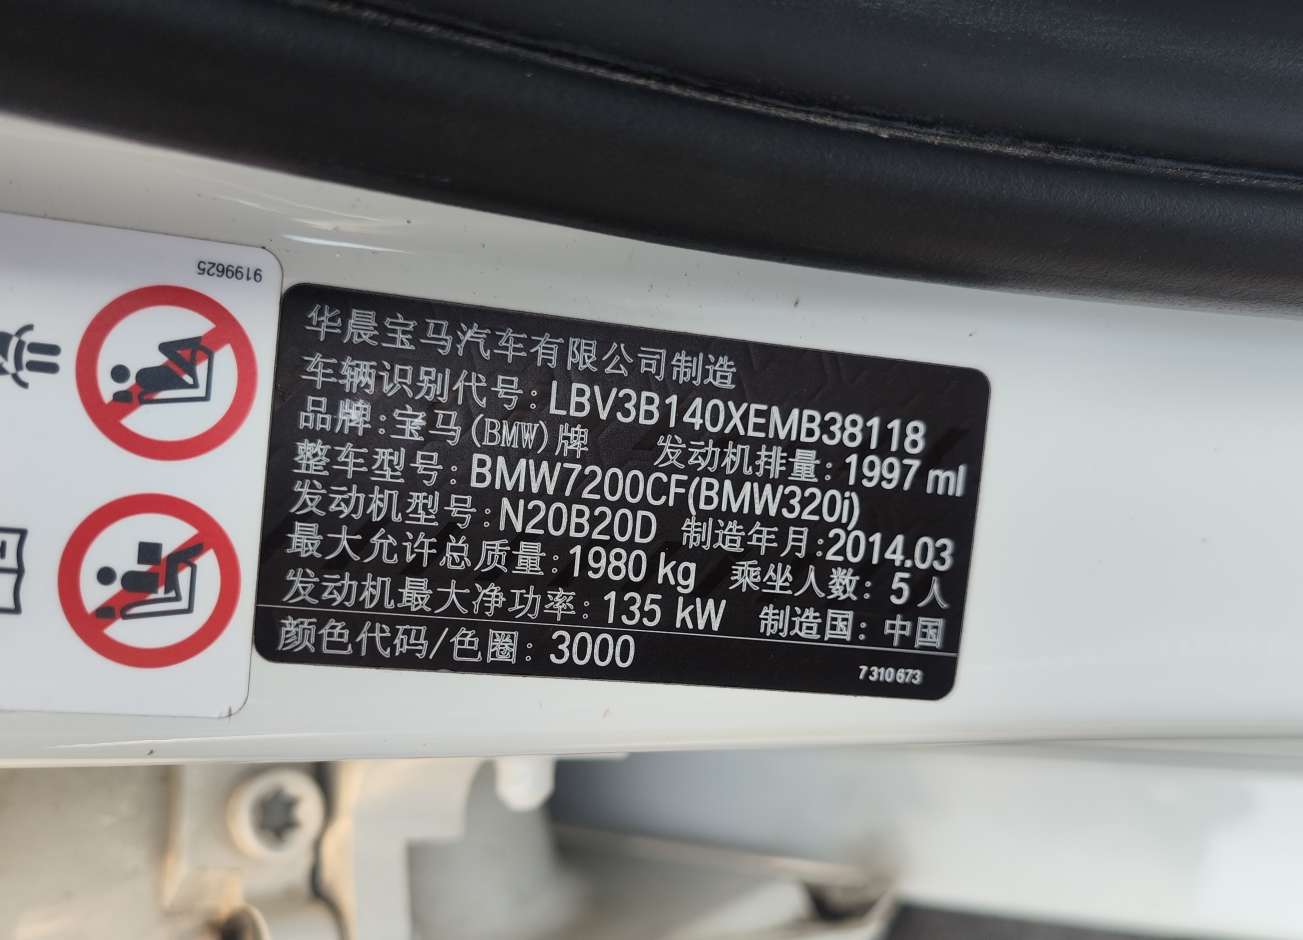 9199625
华晨宝马汽车有限公司制造
车辆识别代号: LBV3B140XEMB38118
品牌:宝马(BMW)牌 发动机排量: 1997 ml
整车型号: BMW7200CF(BMW320i)
发动机型号: N20B20D 制造年月:2014.03
最大允许总质量: 1980 kg 乘坐人数: 5 人
发动机最大净功率: 135 kW 制造国: 中国
颜色代码/色圈: 3000
7310673